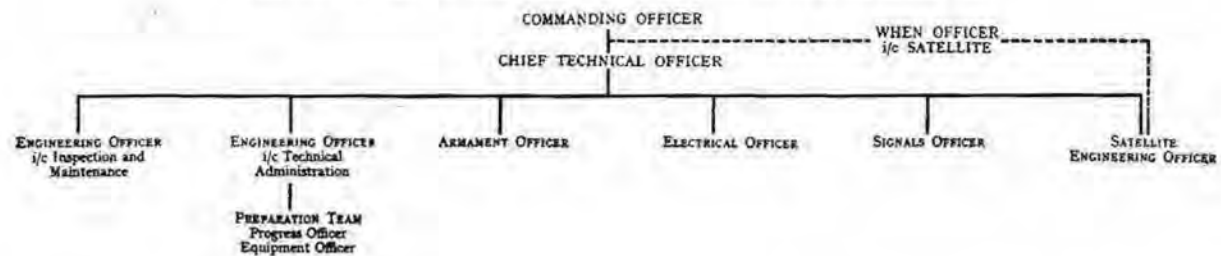 COMMANDING OFFICER
WHEN OFFICER
i/c SATELLITE
CHIEF TECHNICAL OFFICER
ENGINEERING OFFICER
i/c Inspection and
Maintenance
ENGINEERING OFFICER
i/c Technical
Administration
ARMAMENT OFFICER
ELECTRICAL OFFICER
SIGNALS OFFICER
SATELLITE
ENGINEERING OFFICER
PREPARATION TEAM
Progress Officer
Equipment Officer